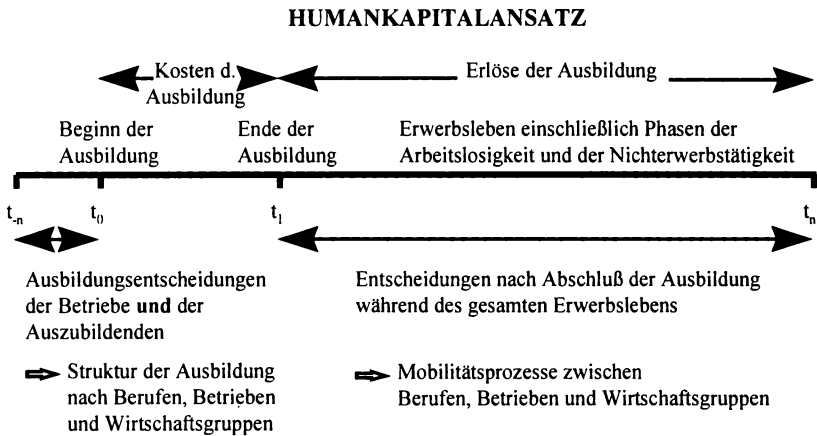 HUMANKAPITALANSATZ
Kosten d.
Ausbildung
Erlöse der Ausbildung
Beginn der
Ausbildung
Ende der
Ausbildung
Erwerbsleben einschließlich Phasen der
Arbeitslosigkeit und der Nichterwerbstätigkeit
t-n
t0
t1
tn
Ausbildungsentscheidungen
der Betriebe und der
Auszubildenden
Entscheidungen nach Abschluß der Ausbildung
während des gesamten Erwerbslebens
Struktur der Ausbildung
nach Berufen, Betrieben
und Wirtschaftsgruppen
Mobilitätsprozesse zwischen
Berufen, Betrieben und Wirtschaftsgruppen